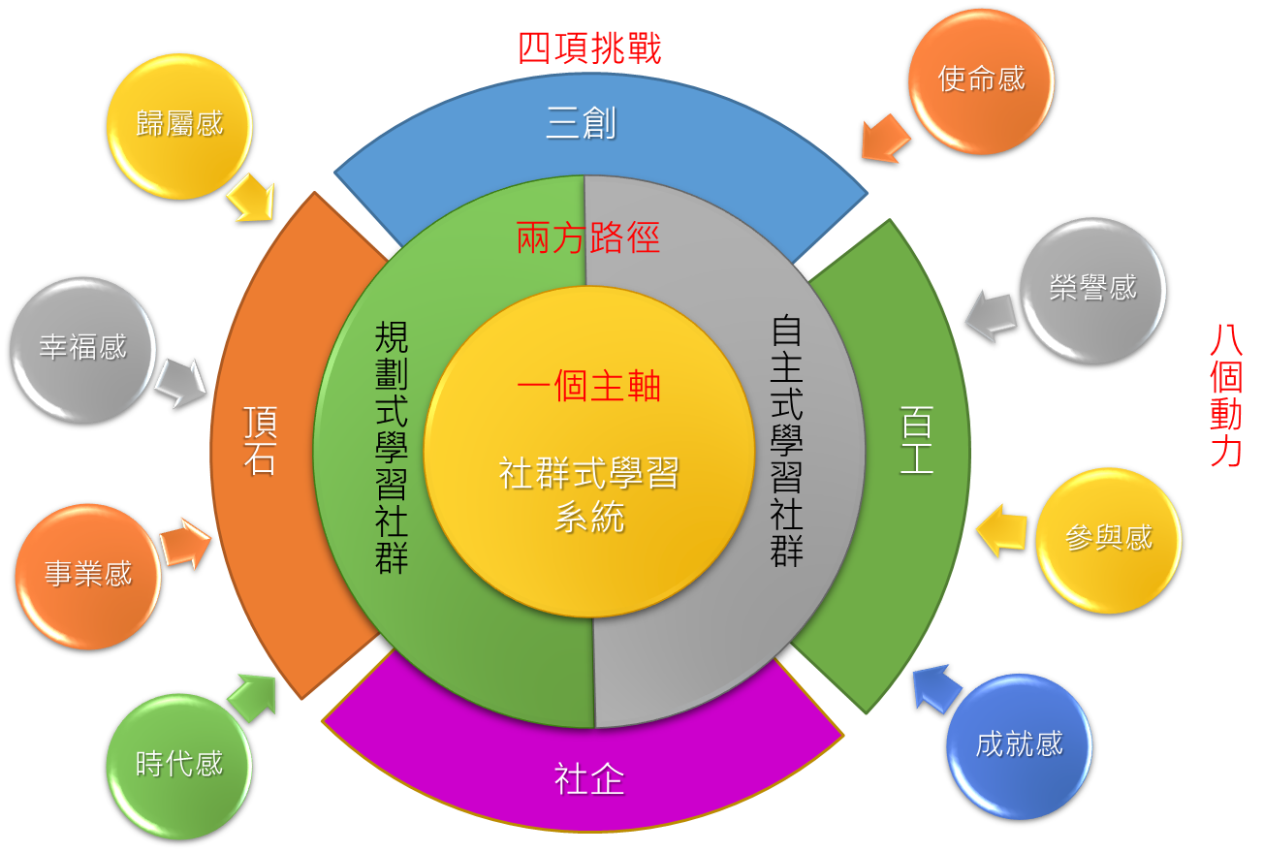 四項挑戰
三創
使命感
歸屬感
兩方路徑
榮譽感
幸福感
規劃式學習社群
自主式學習社群
八個動力
一個主軸
社群式學習
系統
頂石
百工
參與感
事業感
成就感
時代感
社企